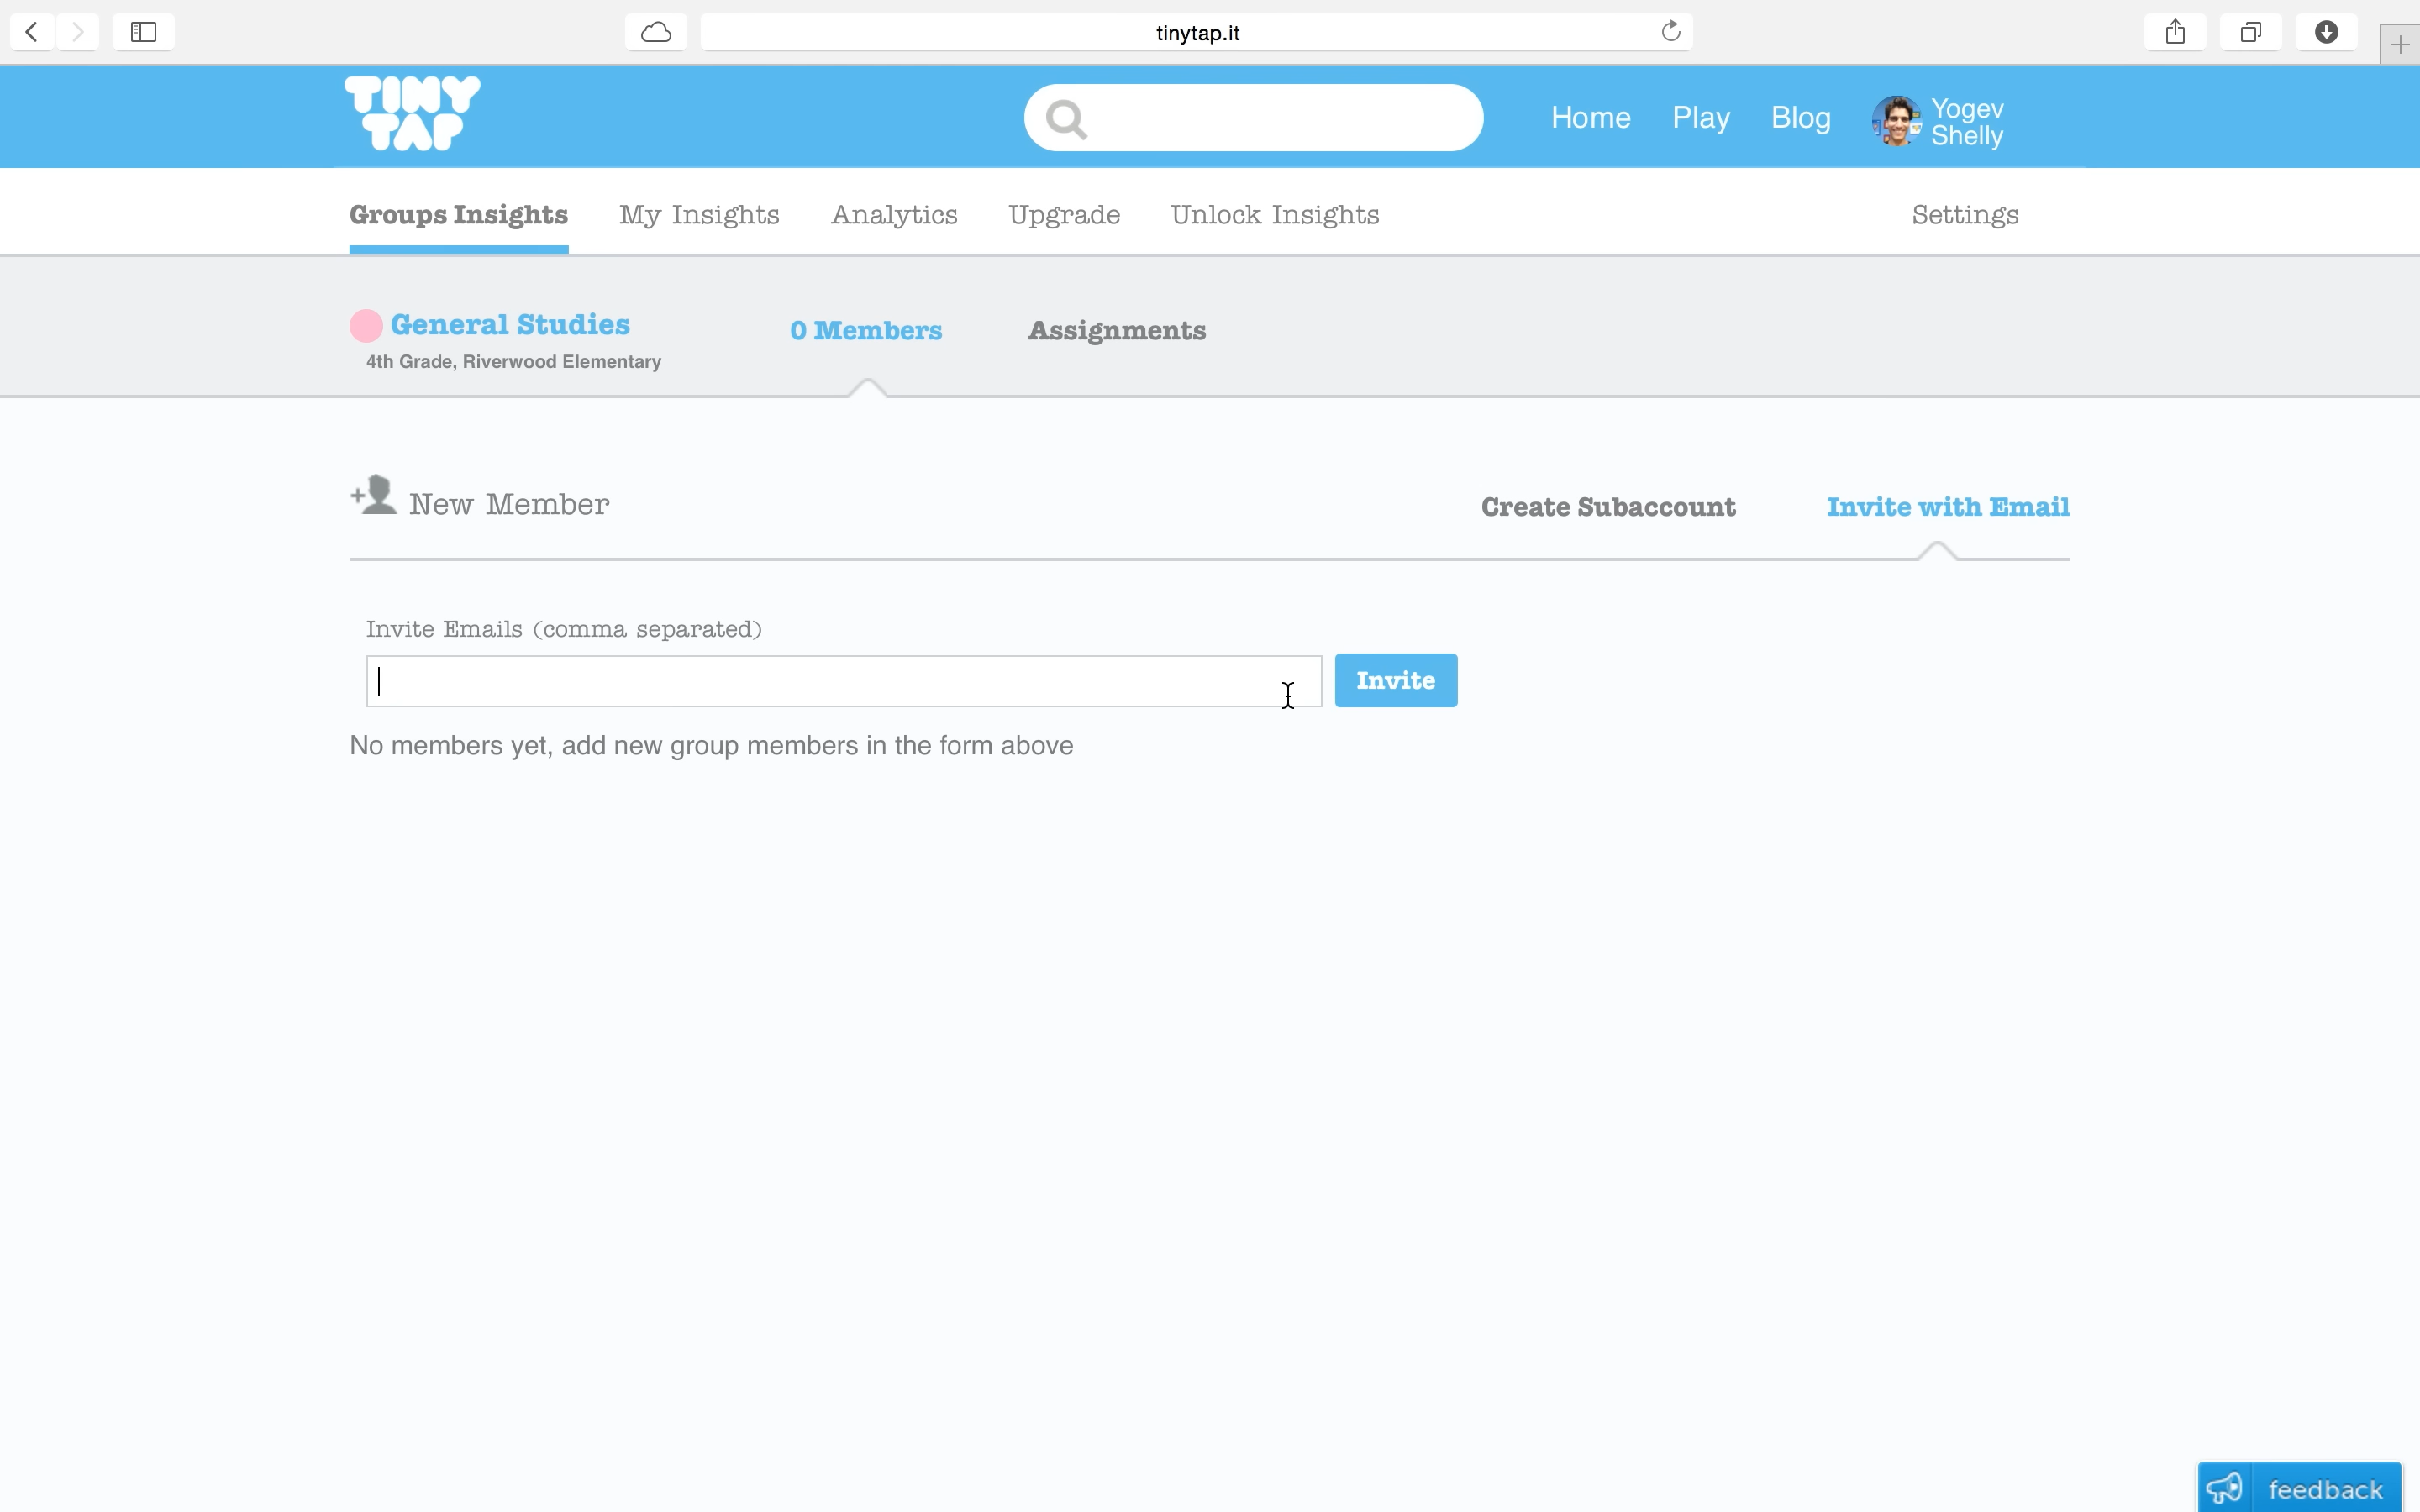 tinytap.it
TINY
TAP
Home Play Blog Yogev
Shelly
Groups Insights My Insights Analytics Upgrade Unlock Insights Settings
General Studies 0 Members Assignments
4th Grade, Riverwood Elementary
New Member Create Subaccount Invite with Email
Invite Emails (comma separated)
Invite
No members yet, add new group members in the form above
feedback